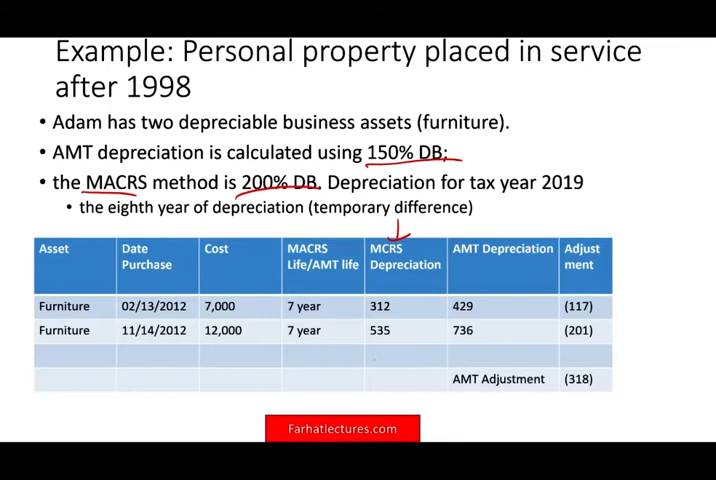 Example: Personal property placed in service
after 1998
• Adam has two depreciable business assets (furniture).
• AMT depreciation is calculated using 150% DB;
• the MACRS method is 200% DB. Depreciation for tax year 2019
• the eighth year of depreciation (temporary difference)
Asset Date Purchase Cost MACRS Life/AMT life MCRS Depreciation AMT Depreciation Adjust ment
Furniture 02/13/2012 7,000 7 year 312 429 (117)
Furniture 11/14/2012 12,000 7 year 535 736 (201)
AMT Adjustment (318)
Farhatlectures.com